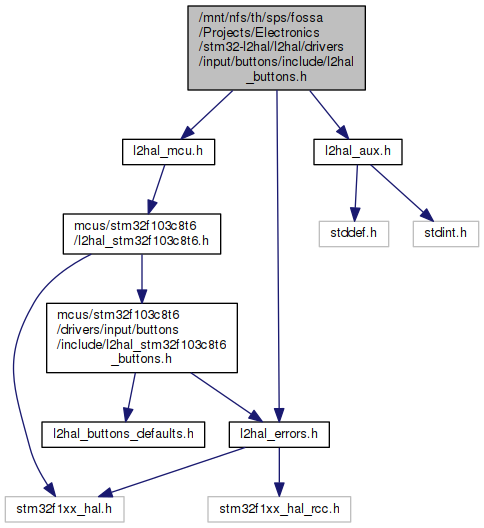 /mnt/nfs/th/sps/fossa
/Projects/Electronics
/stm32-l2hal/l2hal/drivers
/input/buttons/include/l2hal
_buttons.h
l2hal_mcu.h
l2hal_aux.h
mcus/stm32f103c8t6
/l2hal_stm32f103c8t6.h
stddef.h
stdint.h
mcus/stm32f103c8t6
/drivers/input/buttons
/include/l2hal_stm32f103c8t6
_buttons.h
l2hal_buttons_defaults.h
l2hal_errors.h
stm32f1xx_hal.h
stm32f1xx_hal_rcc.h